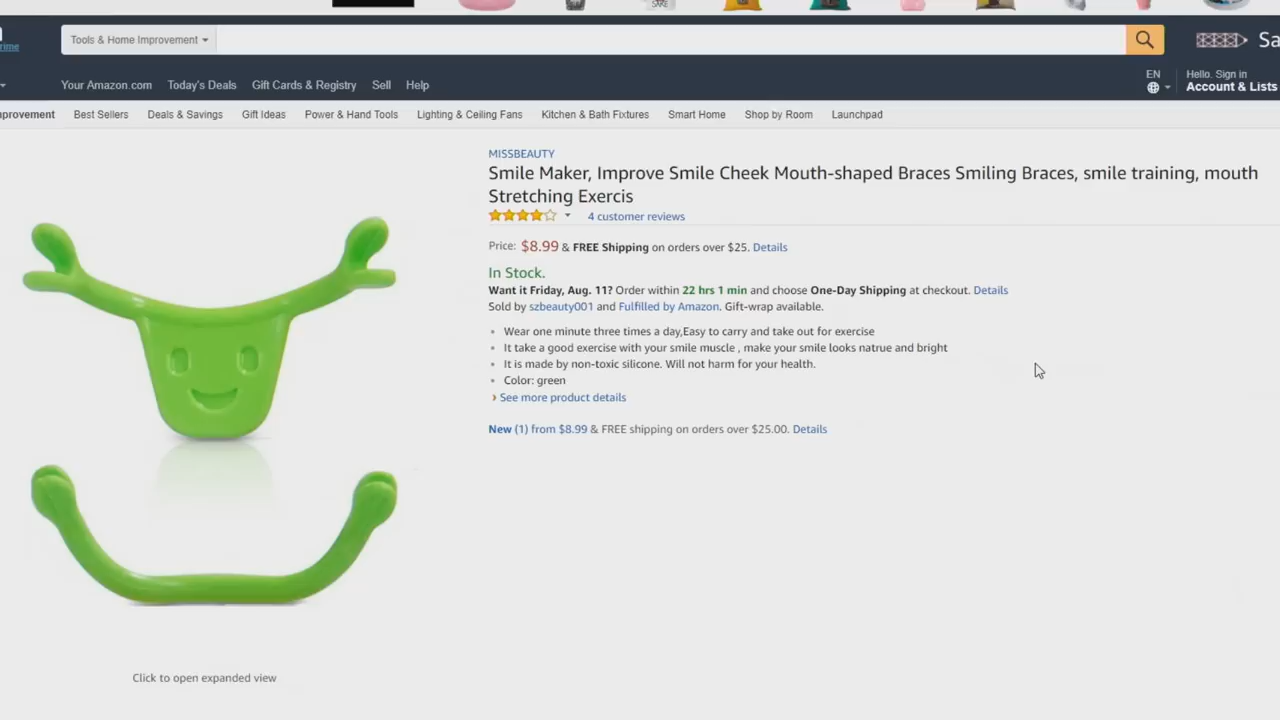 SAKE
Tools & Home Improvement
Sa
rime
EN
Hello. Sign in
Your Amazon.com Today's Deals Gift Cards & Registry Sell Help
Account & Lists
provement Best Sellers Deals & Savings Gift Ideas Power & Hand Tools Lighting & Ceiling Fans Kitchen & Bath Fixtures Smart Home Shop by Room Launchpad
MISSBEAUTY
Smile Maker, Improve Smile Cheek Mouth-shaped Braces Smiling Braces, smile training, mouth
Stretching Exercis
4 customer reviews
Price: $8.99 & FREE Shipping on orders over $25. Details
In Stock.
Want it Friday, Aug. 11? Order within 22 hrs 1 min and choose One-Day Shipping at checkout. Details
Sold by szbeauty001 and Fulfilled by Amazon. Gift-wrap available.
Wear one minute three times a day,Easy to carry and take out for exercise
It take a good exercise with your smile muscle , make your smile looks natrue and bright
It is made by non-toxic silicone. Will not harm for your health.
Color: green
› See more product details
New (1) from $8.99 & FREE shipping on orders over $25.00. Details
Click to open expanded view